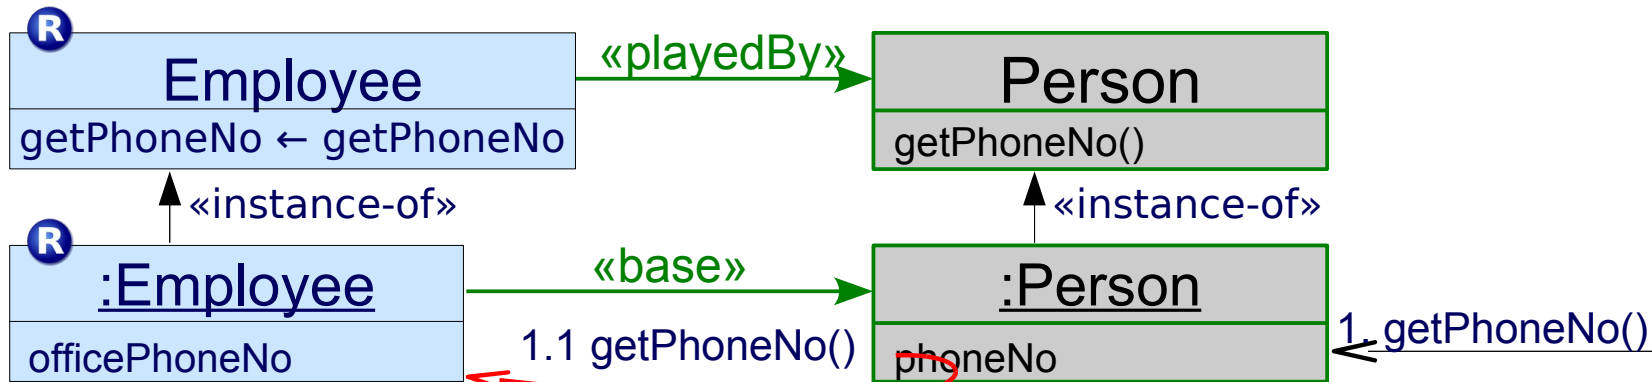 R
Employee
«playedBy»
Person
getPhoneNo ← getPhoneNo
getPhoneNo()
«instance-of»
«instance-of»
R
:Employee
«base»
:Person
officePhoneNo
1.1 getPhoneNo()
phoneNo
1. getPhoneNo()